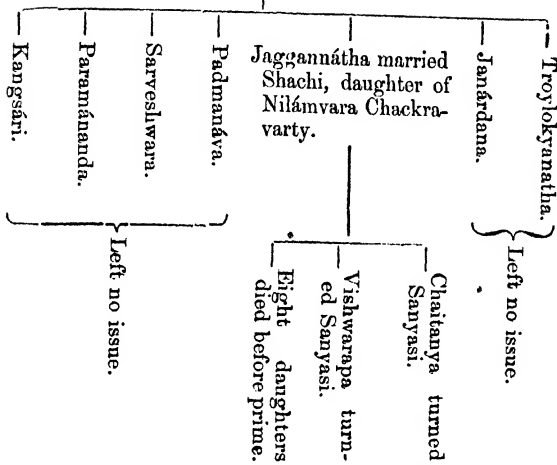 Kangsári.
Paramánanda.
Sarveshwara.
Padmanáva.
Left no issue.
Jaggannátha married
Shachi, daughter of
Nilámvara Chackra-
varty.
Janárdana.
Troylokyanatha.
Left no issue.
Eight daughters
died before prime.
Vishwarapa turn-
ed Sanyasi.
Chaitanya turned
Sanyasi.